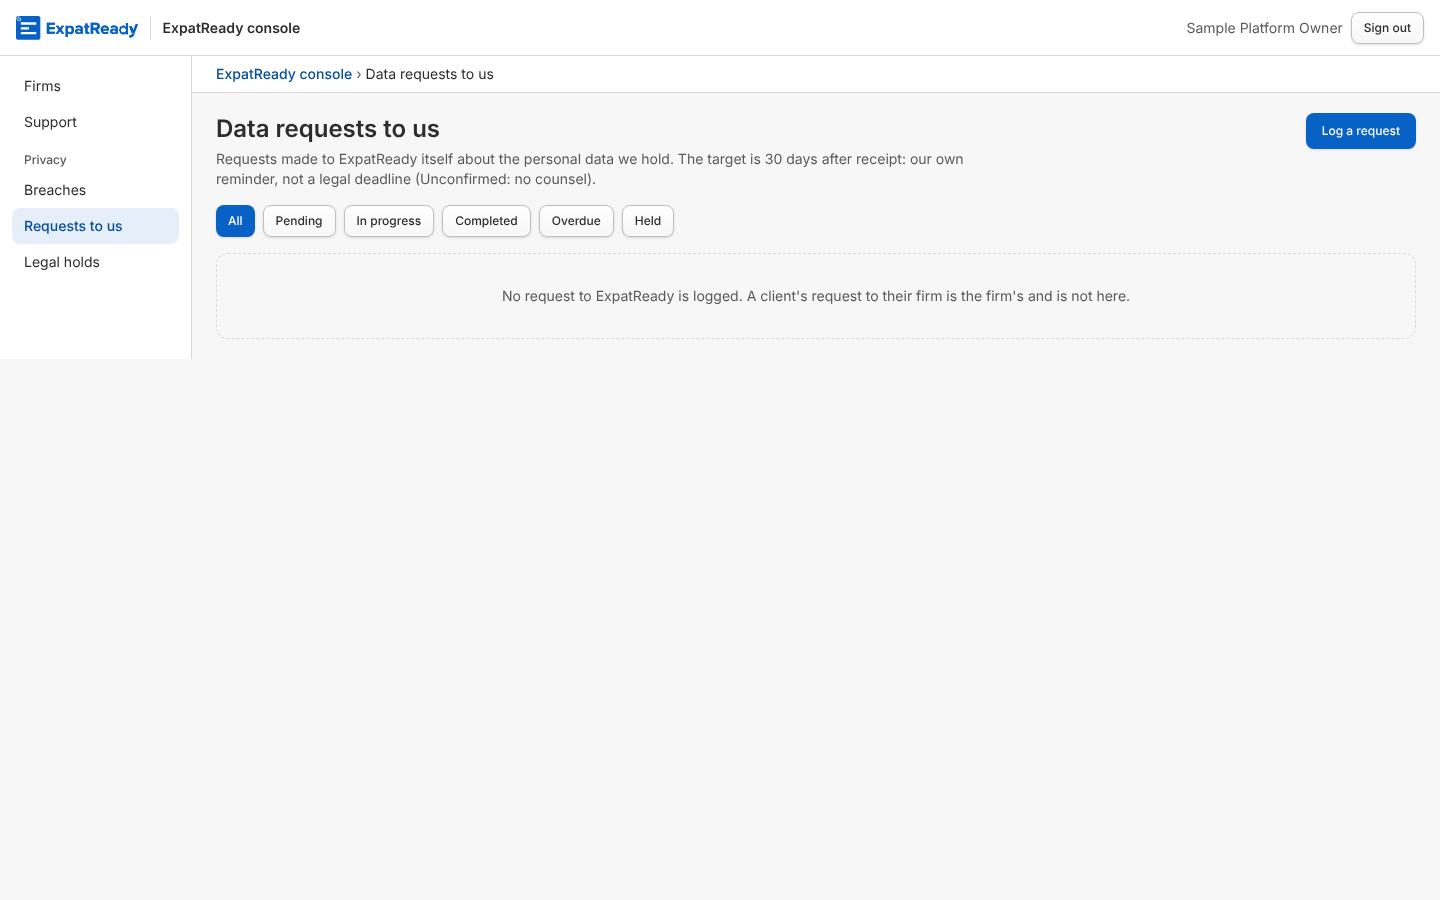 ExpatReady
ExpatReady console
Sample Platform Owner
Sign out
Firms
Support
Privacy
Breaches
Requests to us
Legal holds
ExpatReady console › Data requests to us
Data requests to us
Log a request
Requests made to ExpatReady itself about the personal data we hold. The target is 30 days after receipt: our own
reminder, not a legal deadline (Unconfirmed: no counsel).
All
Pending
In progress
Completed
Overdue
Held
No request to ExpatReady is logged. A client's request to their firm is the firm's and is not here.